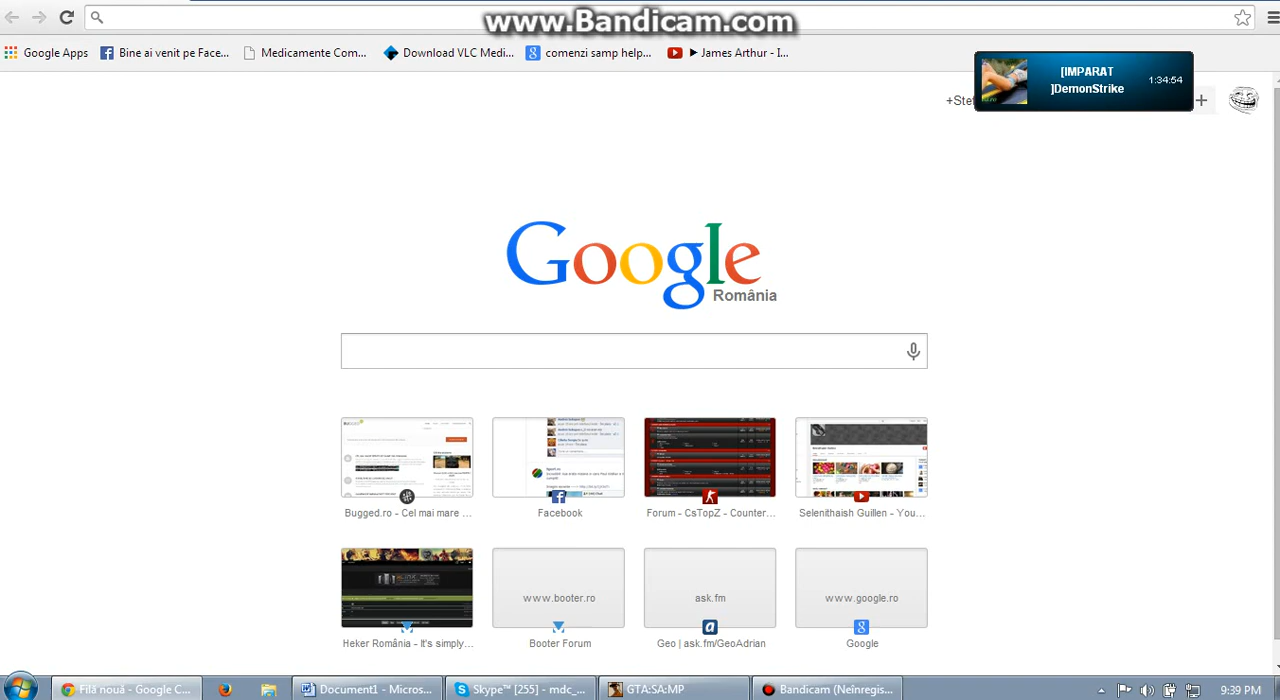 www.Bandicam.com
Google Apps
Bine ai venit pe Face...
Medicamente Com...
Download VLC Medi...
comenzi samp help...
► James Arthur - I...
[IMPARAT
]DemonStrike
1:34:54
+Stef
Google
România
Bugged.ro - Cel mai mare ...
Facebook
Forum - CsTopZ - Counter...
Selenithaish Guillen - You...
www.booter.ro
ask.fm
www.google.ro
Heker România - It's simply...
Booter Forum
Geo | ask.fm/GeoAdrian
Google
Filă nouă - Google C...
Document1 - Micros...
Skype™ [255] - mdc_...
GTA:SA:MP
Bandicam (Neînregis...
9:39 PM